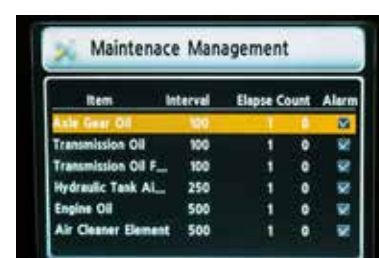 Maintenace Management
Item Interval Elapse Count Alarm
Axle Gear Oil 100 1 0
Transmission Oil 100 1 0
Transmission Oil F... 100 1 0
Hydraulic Tank Ai... 250 1 0
Engine Oil 500 1 0
Air Cleaner Element 500 1 0